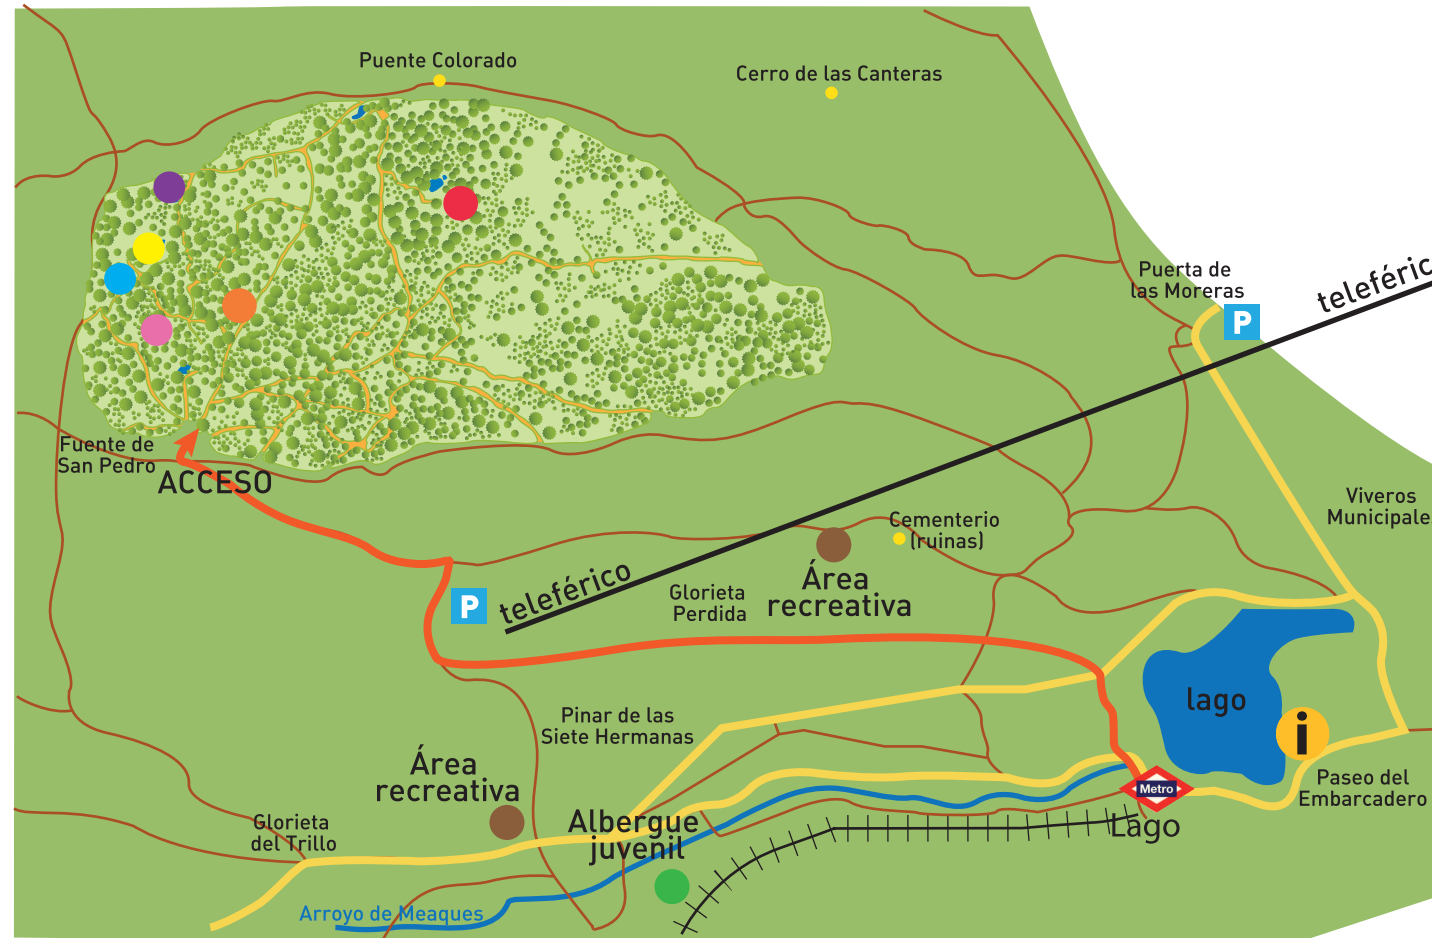 Puente Colorado
Cerro de las Canteras
Puerta de
las Moreras
teleféric
P
Fuente de
San Pedro
ACCESO
Viveros
Municipale
Cementerio
(ruinas)
Área
recreativa
teleférico
P
Glorieta
Perdida
lago
i
Pinar de las
Siete Hermanas
Área
recreativa
Metro
Lago
Paseo del
Embarcadero
Glorieta
del Trillo
Albergue
juvenil
Arroyo de Meaques